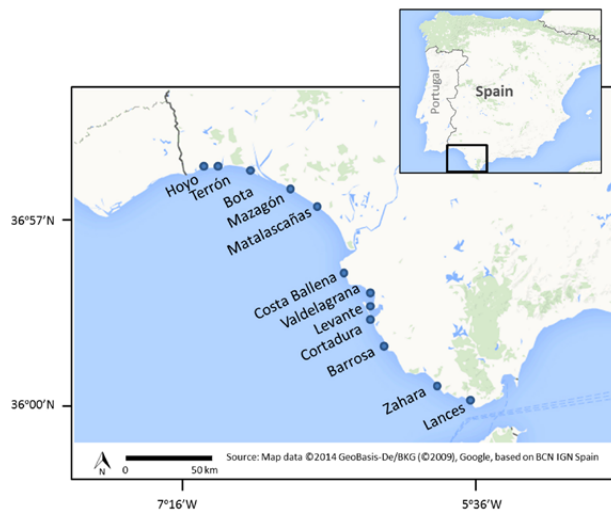 Portugal
Spain
Hoyo
Terrón
Bota
Mazagón
Matalascañas
36°57'N
Costa Ballena
Valdelagrana
Levante
Cortadura
Barrosa
Zahara
36°00'N
Lances
N
0 50 km
Source: Map data ©2014 GeoBasis-De/BKG (©2009), Google, based on BCN IGN Spain
7°16'W 5°36'W